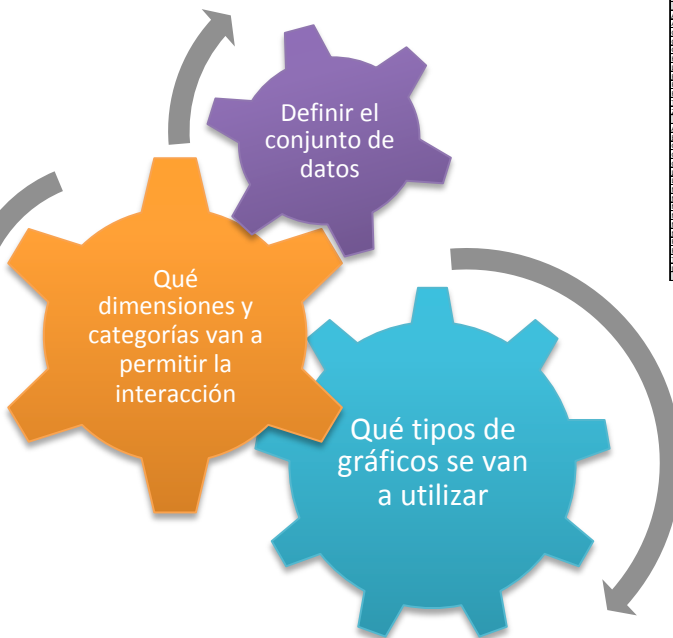 Definir el
conjunto de
datos
Qué
dimensiones y
categorías van a
permitir la
interacción
Qué tipos de
gráficos se van
a utilizar